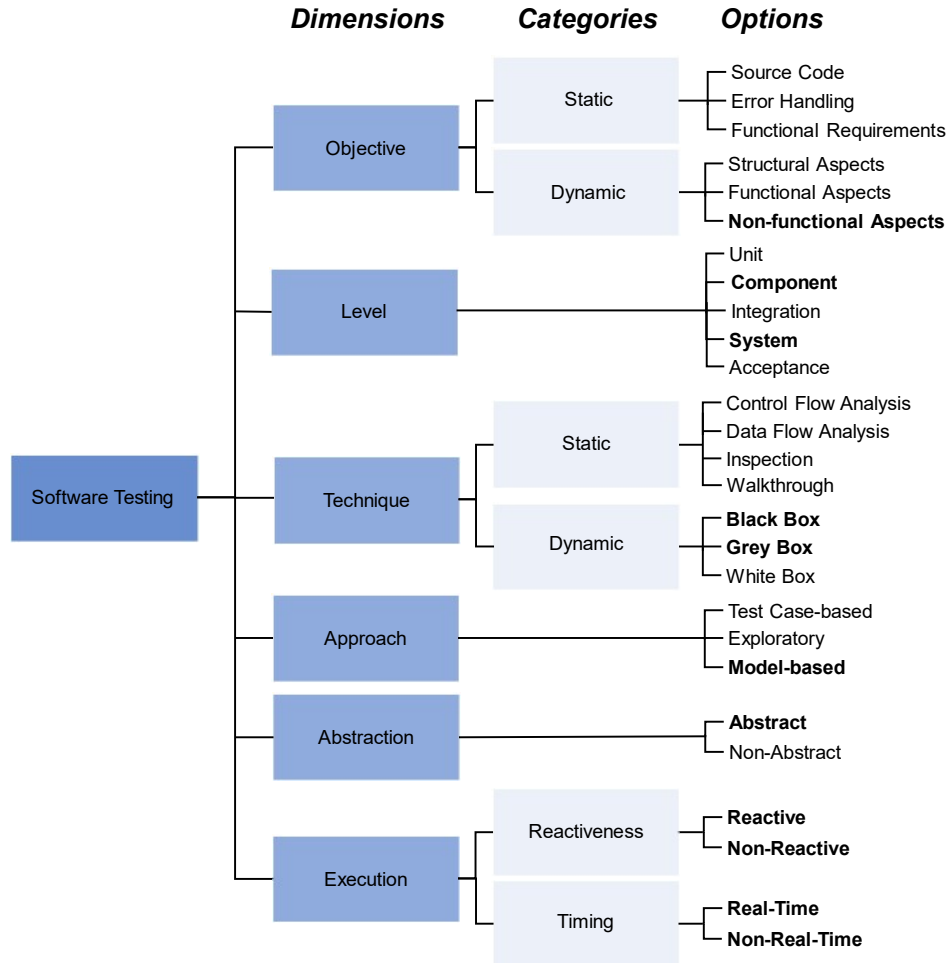 Dimensions Categories Options
Static
Source Code
Error Handling
Functional Requirements
Objective
Dynamic
Structural Aspects
Functional Aspects
Non-functional Aspects
Level
Unit
Component
Integration
System
Acceptance
Software Testing
Technique
Static
Control Flow Analysis
Data Flow Analysis
Inspection
Walkthrough
Dynamic
Black Box
Grey Box
White Box
Approach
Test Case-based
Exploratory
Model-based
Abstraction
Abstract
Non-Abstract
Execution
Reactiveness
Reactive
Non-Reactive
Timing
Real-Time
Non-Real-Time